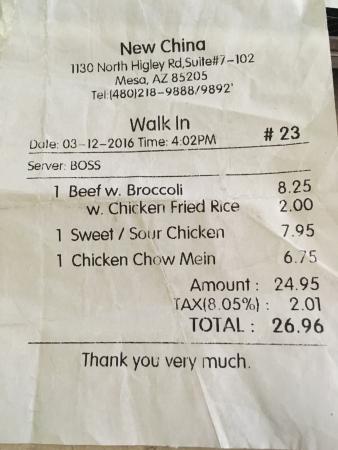 New China
1130 North Higley Rd,Suite#7-102
Mesa, AZ 85205
Tel:(480)218-9888/9892'
Walk In
# 23
Date: 03-12-2016 Time: 4:02PM
Server: BOSS
1 Beef w. Broccoli 8.25
w. Chicken Fried Rice 2.00
1 Sweet / Sour Chicken 7.95
1 Chicken Chow Mein 6.75
Amount : 24.95
TAX(8.05%) : 2.01
TOTAL : 26.96
Thank you very much.